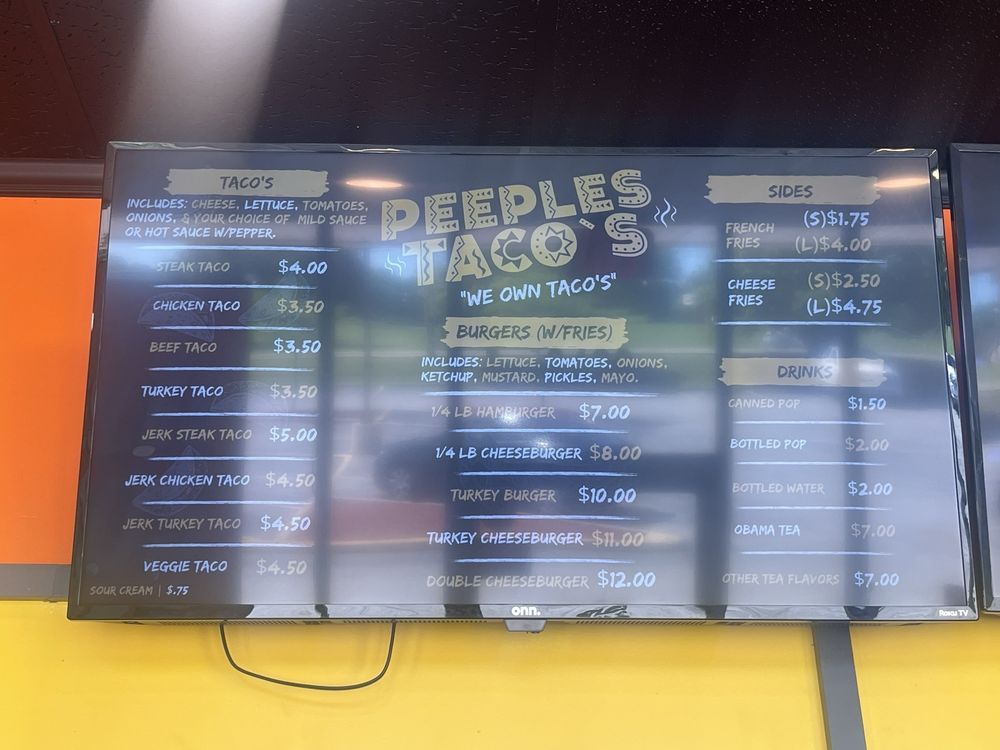 TACO'S
INCLUDES: CHEESE, LETTUCE, TOMATOES,
ONIONS, & YOUR CHOICE OF MILD SAUCE
OR HOT SAUCE W/PEPPER.
STEAK TACO $4.00
CHICKEN TACO $3.50
BEEF TACO $3.50
TURKEY TACO $3.50
JERK STEAK TACO $5.00
JERK CHICKEN TACO $4.50
JERK TURKEY TACO $4.50
VEGGIE TACO $4.50
SOUR CREAM | $.75
PEEPLES
TACO`S
"WE OWN TACO'S"
BURGERS (W/FRIES)
INCLUDES: LETTUCE, TOMATOES, ONIONS,
KETCHUP, MUSTARD, PICKLES, MAYO.
1/4 LB HAMBURGER $7.00
1/4 LB CHEESEBURGER $8.00
TURKEY BURGER $10.00
TURKEY CHEESEBURGER $11.00
DOUBLE CHEESEBURGER $12.00
SIDES
FRENCH FRIES (S)$1.75
(L)$4.00
CHEESE FRIES (S)$2.50
(L)$4.75
DRINKS
CANNED POP $1.50
BOTTLED POP $2.00
BOTTLED WATER $2.00
OBAMA TEA $7.00
OTHER TEA FLAVORS $7.00
onn.
Roku TV